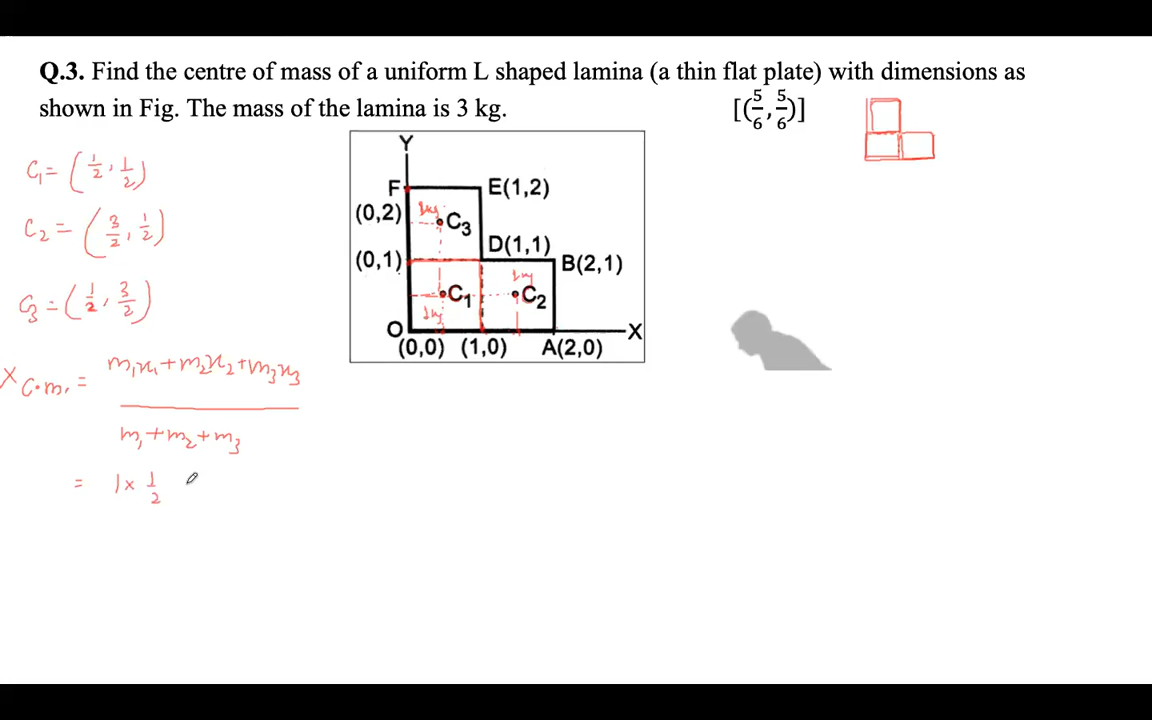 Q.3. Find the centre of mass of a uniform L shaped lamina (a thin flat plate) with dimensions as
shown in Fig. The mass of the lamina is 3 kg. [(5/6, 5/6)]
C₁ = (1/2, 1/2)
C₂ = (3/2, 1/2)
C₃ = (1/2, 3/2)
Y
F E(1,2)
(0,2) 1kg C₃
D(1,1)
(0,1) B(2,1)
1kg
C₁ C₂
1kg
O X
(0,0) (1,0) A(2,0)
X C.m. = m₁x₁+m₂x₂+m₃x₃
m₁+m₂+m₃
= 1× 1/2